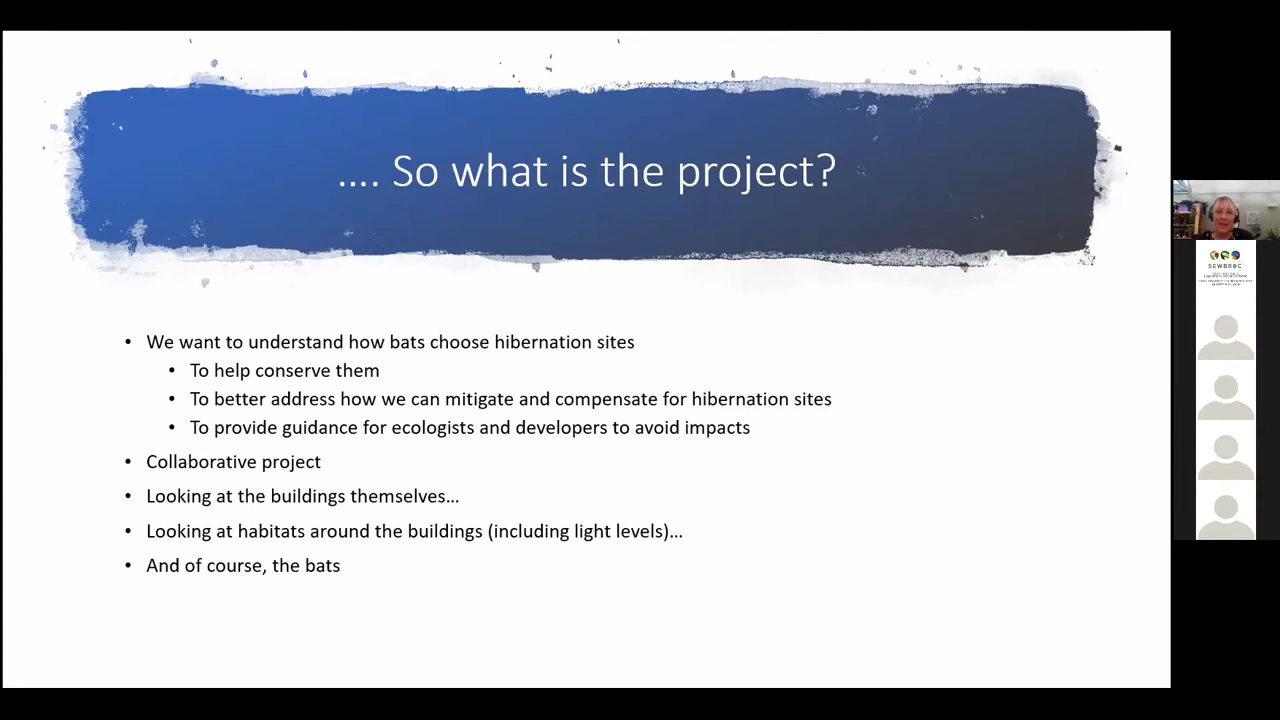 .... So what is the project?
• We want to understand how bats choose hibernation sites
• To help conserve them
• To better address how we can mitigate and compensate for hibernation sites
• To provide guidance for ecologists and developers to avoid impacts
• Collaborative project
• Looking at the buildings themselves…
• Looking at habitats around the buildings (including light levels)…
• And of course, the bats
SEWBReC